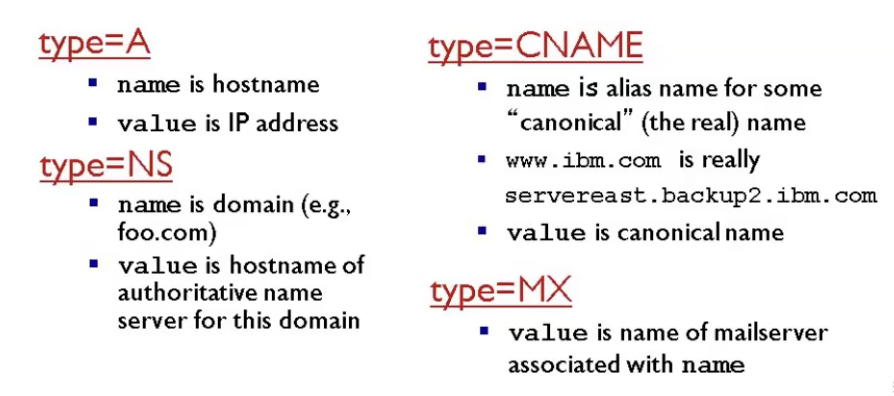 type=A
▪ name is hostname
▪ value is IP address
type=NS
▪ name is domain (e.g.,
foo.com)
▪ value is hostname of
authoritative name
server for this domain
type=CNAME
▪ name is alias name for some
“canonical” (the real) name
▪ www.ibm.com is really
servereast.backup2.ibm.com
▪ value is canonical name
type=MX
▪ value is name of mailserver
associated with name